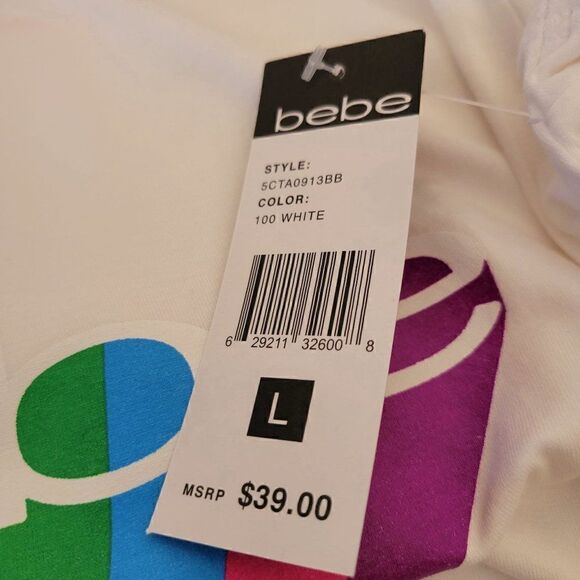 bebe
STYLE:
5CTA0913BB
COLOR:
100 WHITE
6 29211 32600 8
L
MSRP $39.00